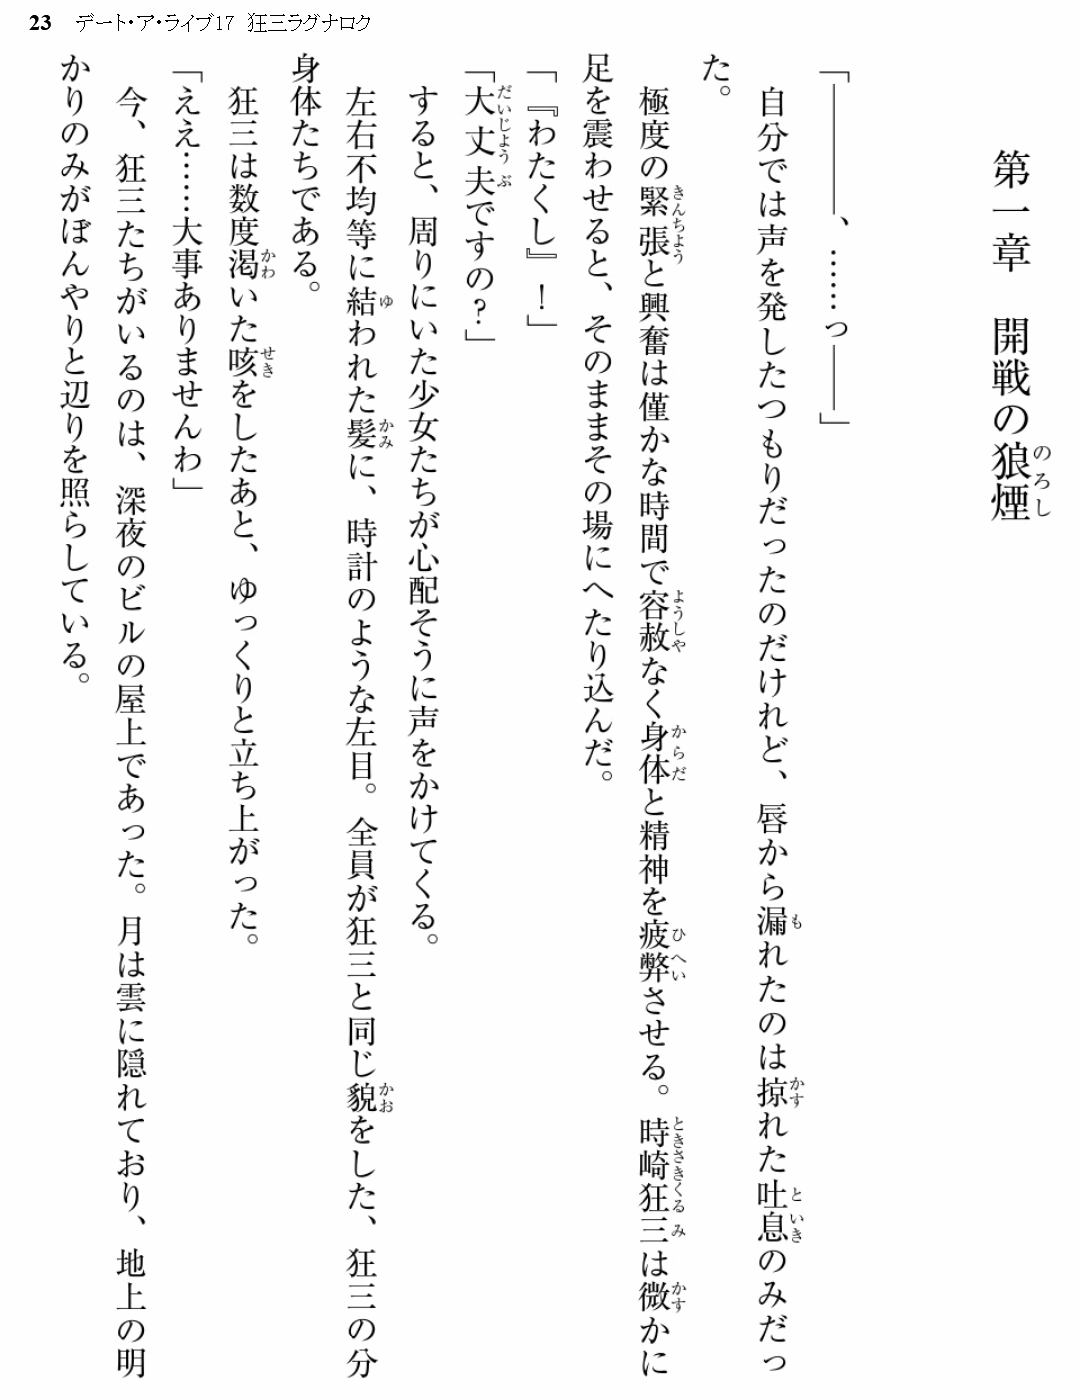 23 デート・ア・ライブ17 狂三ラグナロク
第一章 開戦の狼煙
「――――、……っ――」
自分では声を発したつもりだったのだけれど、唇から漏れたのは掠れた吐息のみだっ
た。
極度の緊張と興奮は僅かな時間で容赦なく身体と精神を疲弊させる。時崎狂三は微かに
足を震わせると、そのままその場にへたり込んだ。
「『わたくし』！」
「大丈夫ですの？」
すると、周りにいた少女たちが心配そうに声をかけてくる。
左右不均等に結われた髪に、時計のような左目。全員が狂三と同じ貌をした、狂三の分
身体たちである。
狂三は数度渇いた咳をしたあと、ゆっくりと立ち上がった。
「ええ……大事ありませんわ」
今、狂三たちがいるのは、深夜のビルの屋上であった。月は雲に隠れており、地上の明
かりのみがぼんやりと辺りを照らしている。